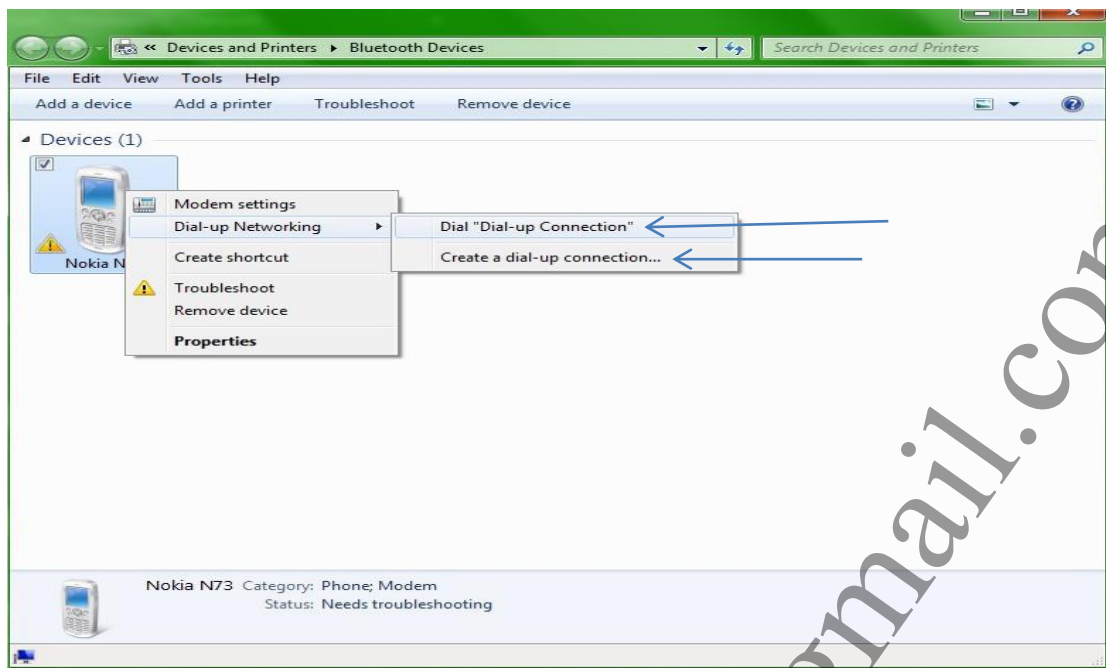 « Devices and Printers ▸ Bluetooth Devices
Search Devices and Printers
File Edit View Tools Help
Add a device Add a printer Troubleshoot Remove device
Devices (1)
Modem settings
Dial-up Networking
Dial "Dial-up Connection"
Create shortcut
Create a dial-up connection...
Nokia N
Troubleshoot
Remove device
Properties
Nokia N73 Category: Phone; Modem
Status: Needs troubleshooting